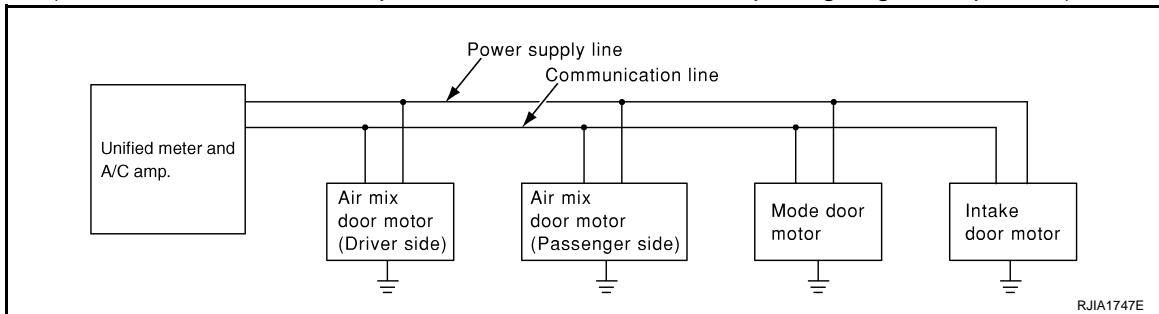 Power supply line
Communication line
Unified meter and
A/C amp.
Air mix
door motor
(Driver side)
Air mix
door motor
(Passenger side)
Mode door
motor
Intake
door motor
RJIA1747E